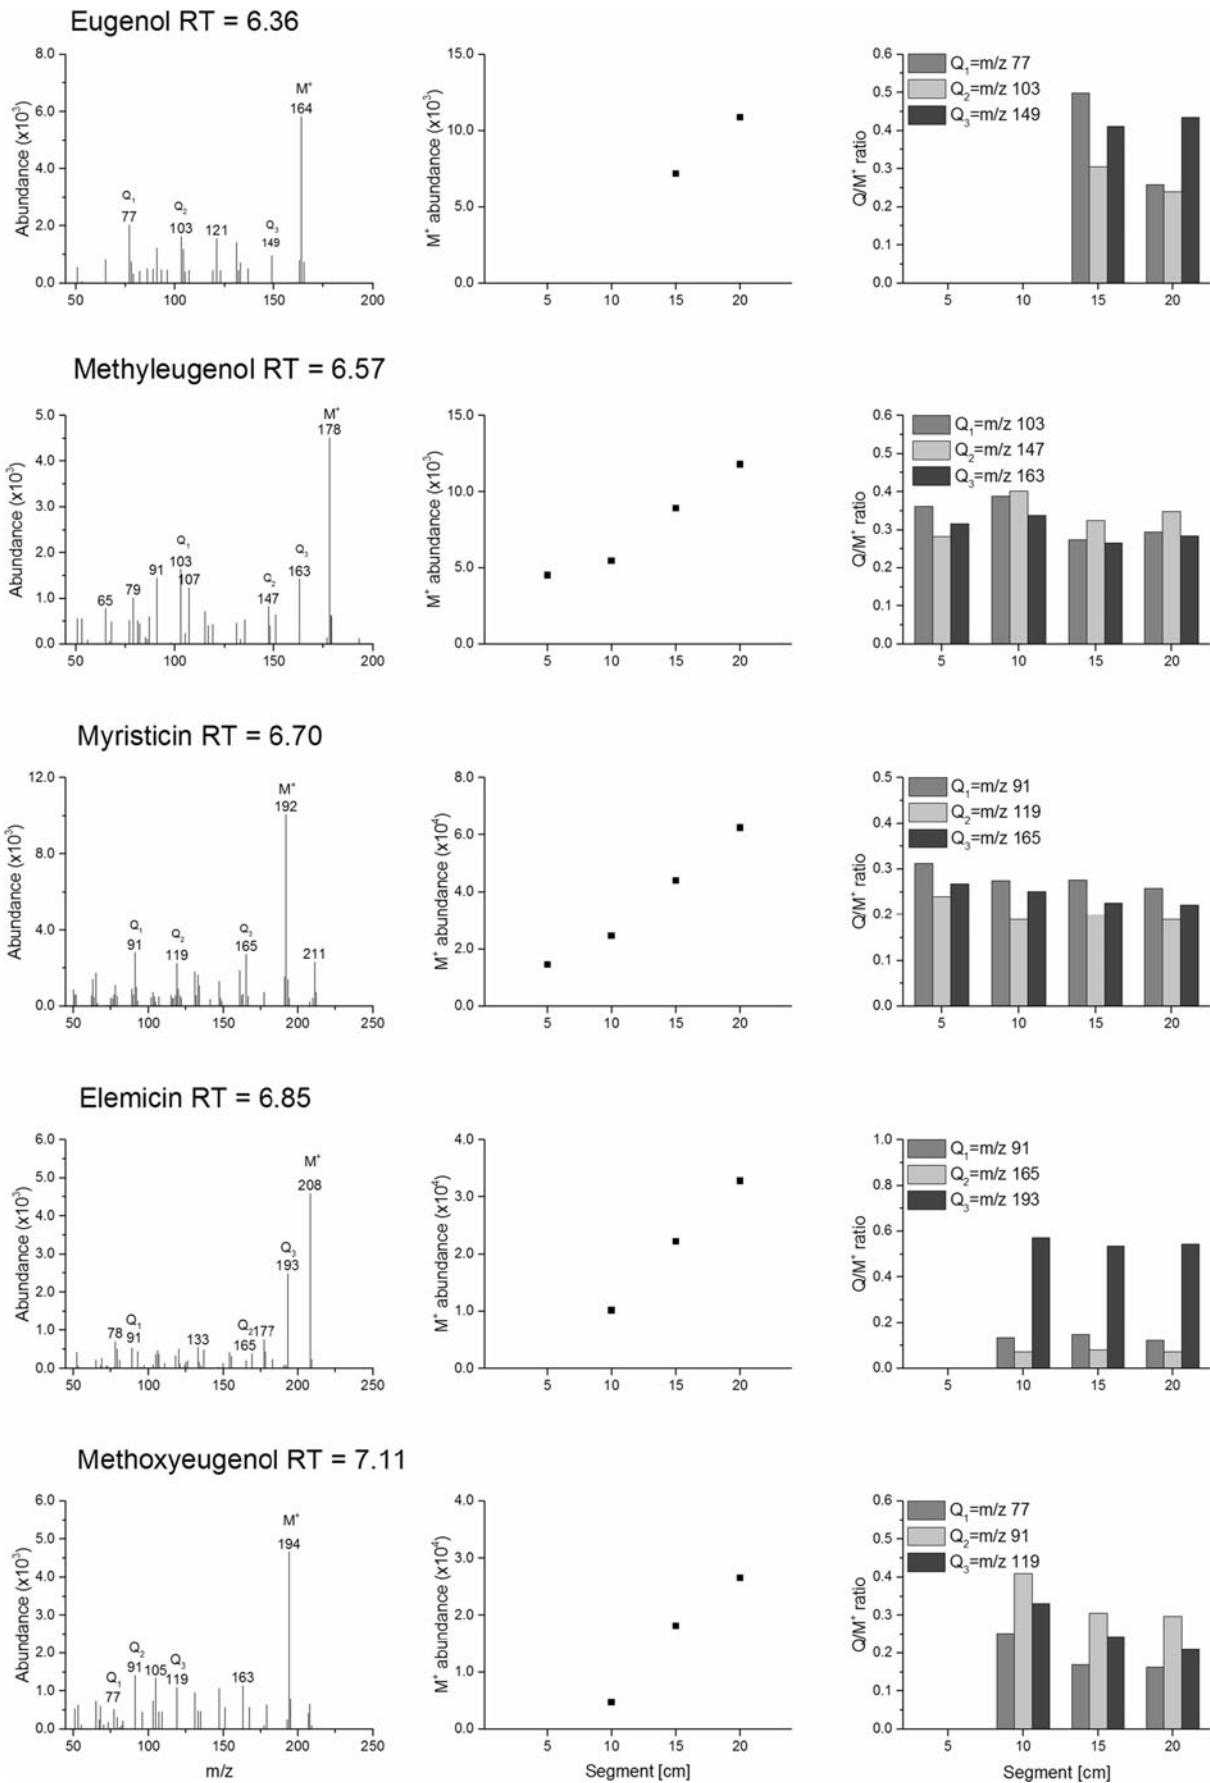 Eugenol RT = 6.36
8.0
6.0
4.0
2.0
0.0
Abundance (x10³)
M⁺
164
Q₁
77
Q₂
103
121
Q₃
149
50 100 150 200
15.0
10.0
5.0
0.0
M⁺ abundance (x10³)
5 10 15 20
0.6
0.5
0.4
0.3
0.2
0.1
0.0
Q/M⁺ ratio
Q₁=m/z 77
Q₂=m/z 103
Q₃=m/z 149
5 10 15 20
Methyleugenol RT = 6.57
5.0
4.0
3.0
2.0
1.0
0.0
Abundance (x10³)
M⁺
178
65
79
91
Q₁
103
107
Q₂
147
Q₃
163
50 100 150 200
15.0
10.0
5.0
0.0
M⁺ abundance (x10³)
5 10 15 20
0.6
0.5
0.4
0.3
0.2
0.1
0.0
Q/M⁺ ratio
Q₁=m/z 103
Q₂=m/z 147
Q₃=m/z 163
5 10 15 20
Myristicin RT = 6.70
12.0
8.0
4.0
0.0
Abundance (x10³)
M⁺
192
Q₁
91
Q₂
119
Q₃
165
211
50 100 150 200 250
8.0
6.0
4.0
2.0
0.0
M⁺ abundance (x10⁴)
5 10 15 20
0.5
0.4
0.3
0.2
0.1
0.0
Q/M⁺ ratio
Q₁=m/z 91
Q₂=m/z 119
Q₃=m/z 165
5 10 15 20
Elemicin RT = 6.85
6.0
5.0
4.0
3.0
2.0
1.0
0.0
Abundance (x10³)
M⁺
208
Q₃
193
78
Q₁
91
133
Q₂
165
177
50 100 150 200 250
4.0
3.0
2.0
1.0
0.0
M⁺ abundance (x10⁴)
5 10 15 20
1.0
0.8
0.6
0.4
0.2
0.0
Q/M⁺ ratio
Q₁=m/z 91
Q₂=m/z 165
Q₃=m/z 193
5 10 15 20
Methoxyeugenol RT = 7.11
6.0
5.0
4.0
3.0
2.0
1.0
0.0
Abundance (x10³)
M⁺
194
Q₁
77
Q₂
91
105
Q₃
119
163
50 100 150 200 250
m/z
4.0
3.0
2.0
1.0
0.0
M⁺ abundance (x10⁴)
5 10 15 20
Segment [cm]
0.6
0.5
0.4
0.3
0.2
0.1
0.0
Q/M⁺ ratio
Q₁=m/z 77
Q₂=m/z 91
Q₃=m/z 119
5 10 15 20
Segment [cm]